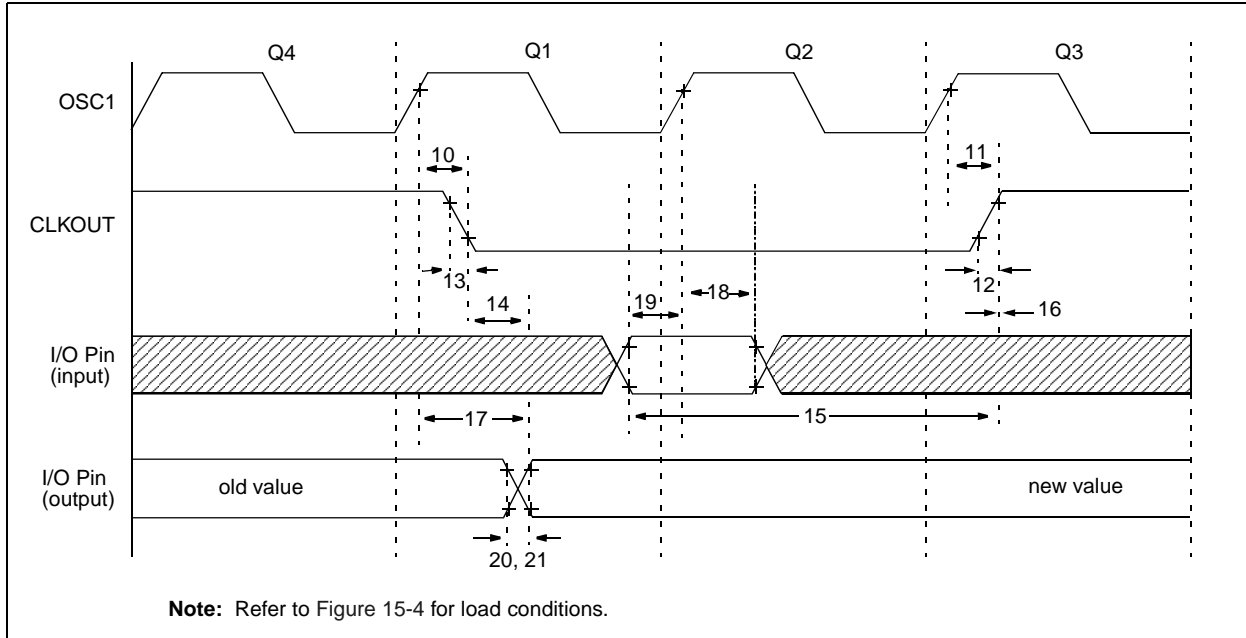 Q4 Q1 Q2 Q3
OSC1
10 11
CLKOUT
13 12
14 19 18 16
I/O Pin
(input)
17 15
I/O Pin
(output)
old value new value
20, 21
Note: Refer to Figure 15-4 for load conditions.